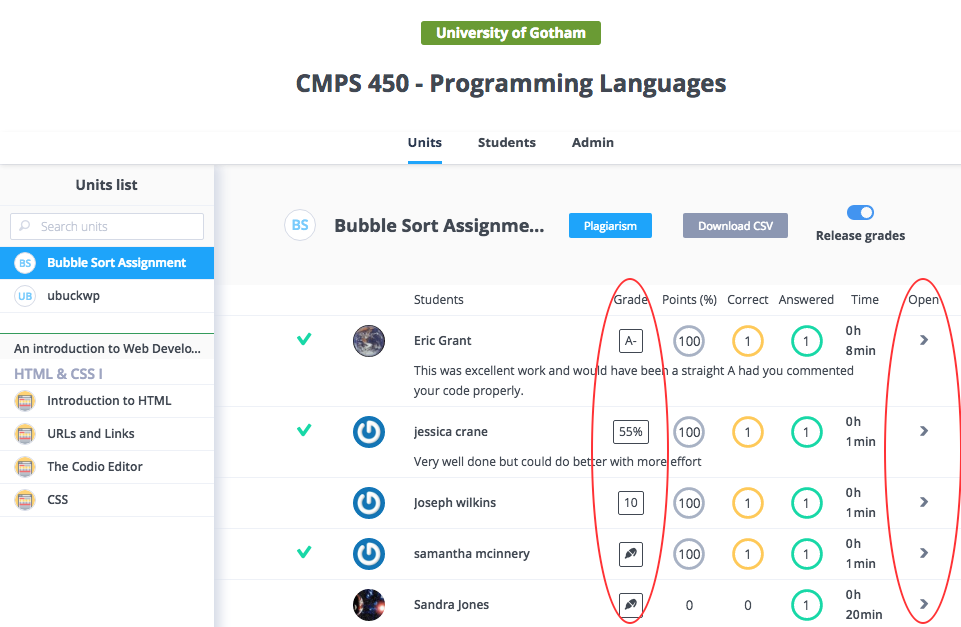 University of Gotham
CMPS 450 - Programming Languages
Units Students Admin
Units list
Search units
BS Bubble Sort Assignment
UB ubuckwp
An introduction to Web Develo...
HTML & CSS I
Introduction to HTML
URLs and Links
The Codio Editor
CSS
BS Bubble Sort Assignme... Plagiarism Download CSV
Release grades
Students Grade Points (%) Correct Answered Time Open
Eric Grant A- 100 1 1 0h 8min
This was excellent work and would have been a straight A had you commented
your code properly.
jessica crane 55% 100 1 1 0h 1min
Very well done but could do better with more effort
Joseph wilkins 10 100 1 1 0h 1min
samantha mcinnery 100 1 1 0h 1min
Sandra Jones 0 0 1 0h 20min